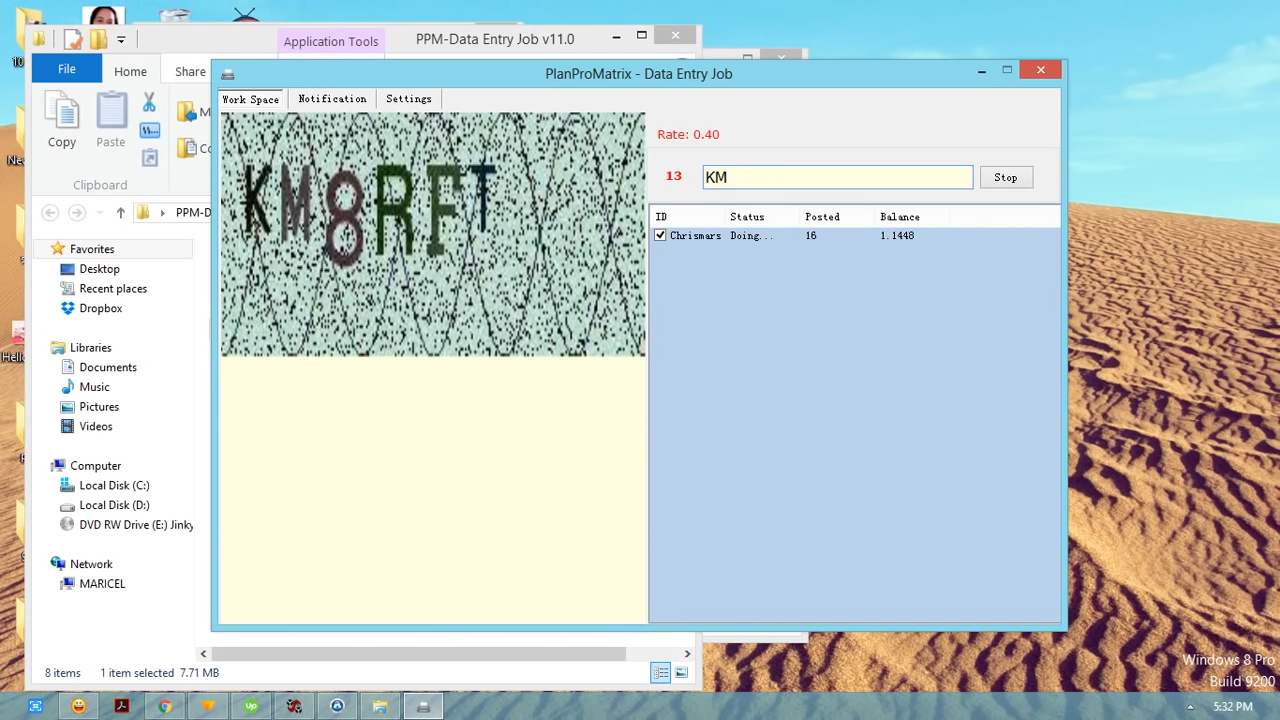 Application Tools
PPM-Data Entry Job v11.0
File
Home
Share
PlanProMatrix - Data Entry Job
Work Space
Notification
Settings
Copy
Paste
Clipboard
KM8RFT
Rate: 0.40
13
KM
Stop
ID Status Posted Balance
Chrismars Doing... 16 1.1448
PPM-D
Favorites
Desktop
Recent places
Dropbox
Libraries
Documents
Music
Pictures
Videos
Computer
Local Disk (C:)
Local Disk (D:)
DVD RW Drive (E:) Jinky
Network
MARICEL
8 items 1 item selected 7.71 MB
Windows 8 Pro
Build 9200
Up
5:32 PM